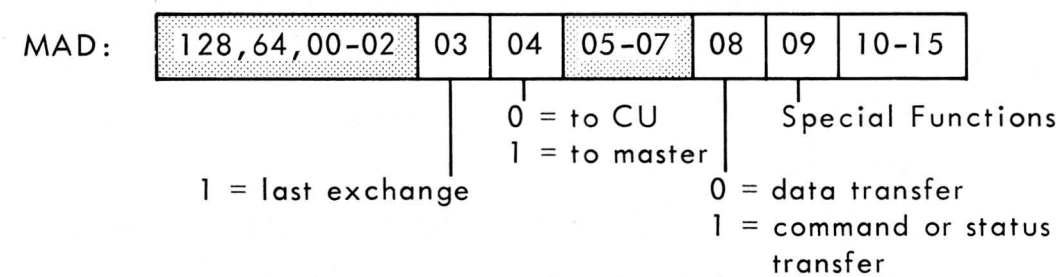 MAD: 128,64,00-02 03 04 05-07 08 09 10-15
0 = to CU
1 = to master
Special Functions
1 = last exchange
0 = data transfer
1 = command or status
transfer